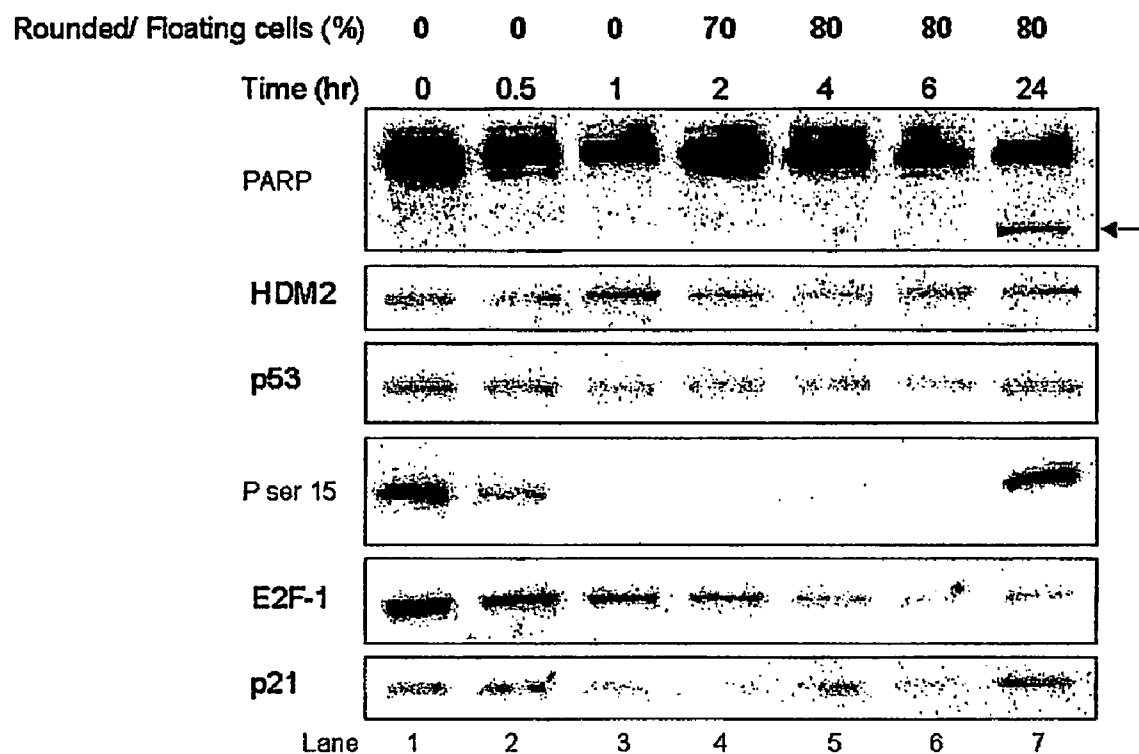 Rounded/ Floating cells (%) 0 0 0 70 80 80 80
Time (hr) 0 0.5 1 2 4 6 24
PARP
HDM2
p53
P ser 15
E2F-1
p21
Lane 1 2 3 4 5 6 7